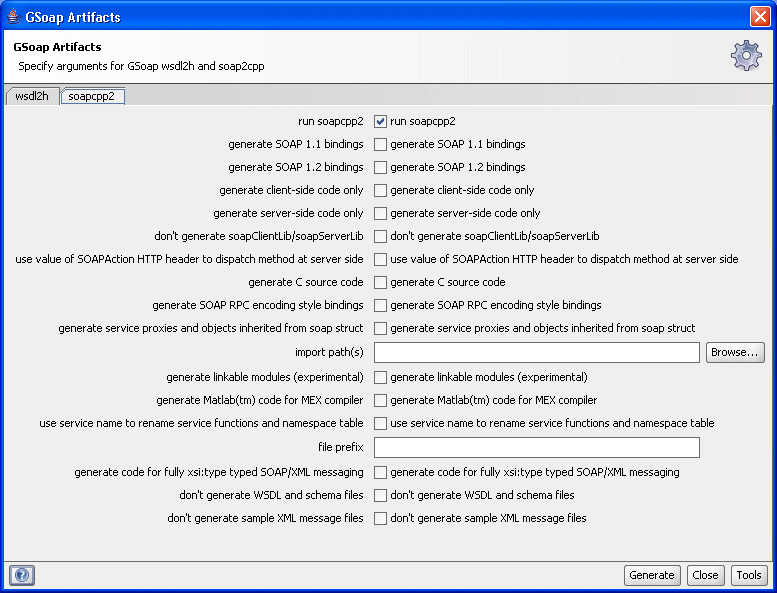 GSoap Artifacts
GSoap Artifacts
Specify arguments for GSoap wsdl2h and soap2cpp
wsdl2h soapcpp2
run soapcpp2 run soapcpp2
generate SOAP 1.1 bindings generate SOAP 1.1 bindings
generate SOAP 1.2 bindings generate SOAP 1.2 bindings
generate client-side code only generate client-side code only
generate server-side code only generate server-side code only
don't generate soapClientLib/soapServerLib don't generate soapClientLib/soapServerLib
use value of SOAPAction HTTP header to dispatch method at server side use value of SOAPAction HTTP header to dispatch method at server side
generate C source code generate C source code
generate SOAP RPC encoding style bindings generate SOAP RPC encoding style bindings
generate service proxies and objects inherited from soap struct generate service proxies and objects inherited from soap struct
import path(s) Browse...
generate linkable modules (experimental) generate linkable modules (experimental)
generate Matlab(tm) code for MEX compiler generate Matlab(tm) code for MEX compiler
use service name to rename service functions and namespace table use service name to rename service functions and namespace table
file prefix
generate code for fully xsi:type typed SOAP/XML messaging generate code for fully xsi:type typed SOAP/XML messaging
don't generate WSDL and schema files don't generate WSDL and schema files
don't generate sample XML message files don't generate sample XML message files
? Generate Close Tools